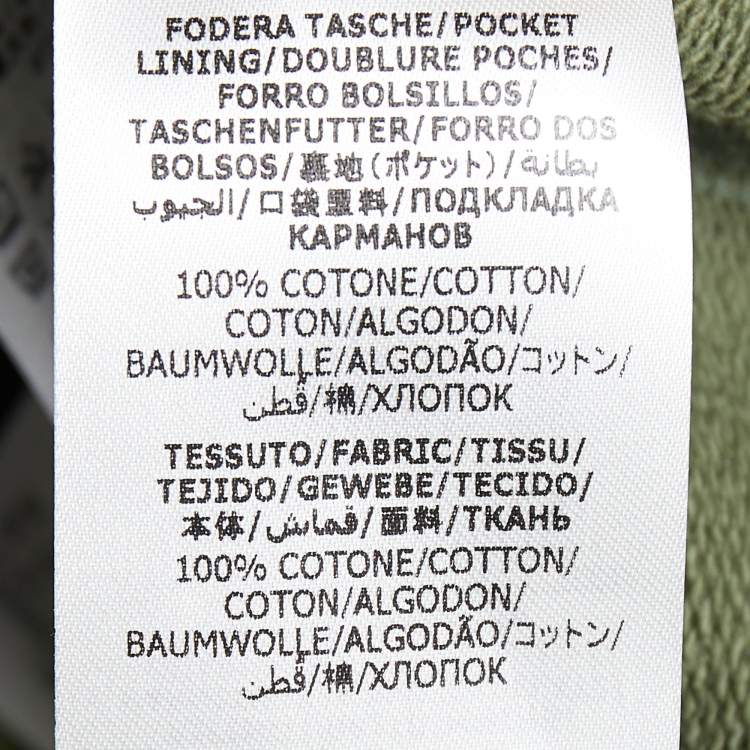 FODERA TASCHE/POCKET
LINING/DOUBLURE POCHES/
FORRO BOLSILLOS/
TASCHENFUTTER/FORRO DOS
BOLSOS/裏地(ポケット)/بطانة
الجيوب/口袋里料/ПОДКЛАДКА
КАРМАНОВ
100% COTONE/COTTON/
COTON/ALGODON/
BAUMWOLLE/ALGODÃO/コットン/
قُطن/棉/ХЛОПОК
TESSUTO/FABRIC/TISSU/
TEJIDO/GEWEBE/TECIDO/
本体/قماش/面料/ТКАНЬ
100% COTONE/COTTON/
COTON/ALGODON/
BAUMWOLLE/ALGODÃO/コットン/
قُطن/棉/ХЛОПОК